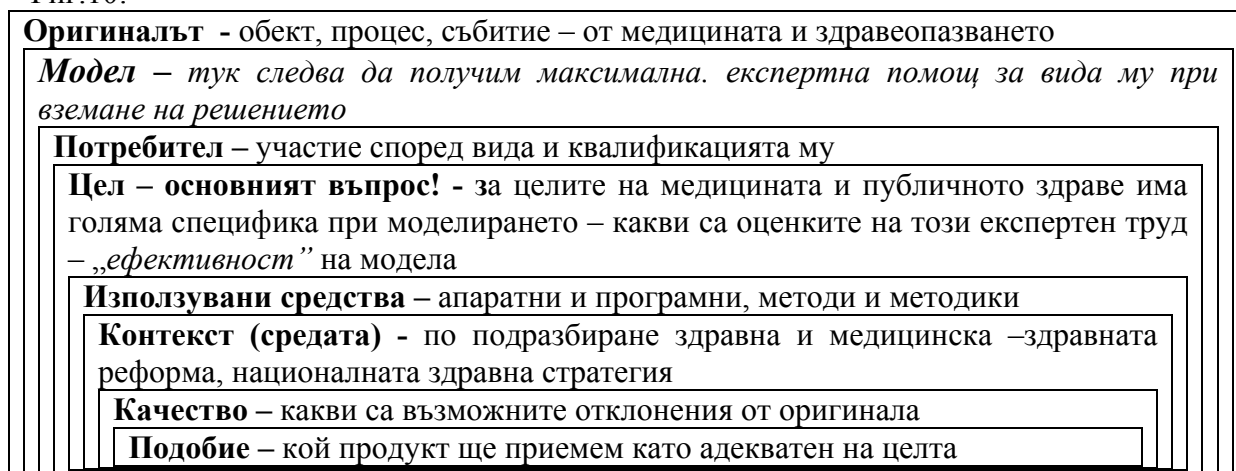 Оригиналът - обект, процес, събитие – от медицината и здравеопазването
Модел – тук следва да получим максимална. експертна помощ за вида му при
вземане на решението
Потребител – участие според вида и квалификацията му
Цел – основният въпрос! - за целите на медицината и публичното здраве има
голяма специфика при моделирането – какви са оценките на този експертен труд
– „ефективност” на модела
Използувани средства – апаратни и програмни, методи и методики
Контекст (средата) - по подразбиране здравна и медицинска –здравната
реформа, националната здравна стратегия
Качество – какви са възможните отклонения от оригинала
Подобие – кой продукт ще приемем като адекватен на целта